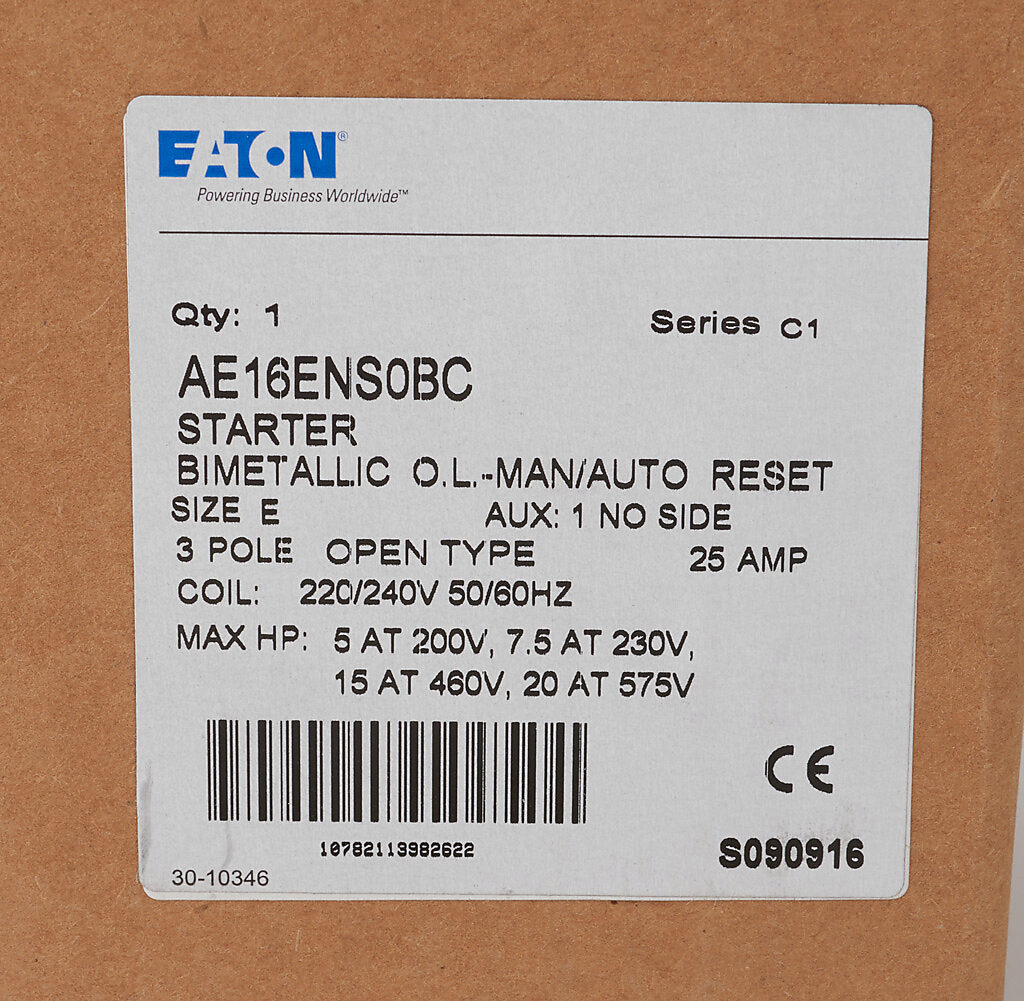 EATON®
Powering Business Worldwide™
Qty: 1 Series C1
AE16ENS0BC
STARTER
BIMETALLIC O.L.-MAN/AUTO RESET
SIZE E AUX: 1 NO SIDE
3 POLE OPEN TYPE 25 AMP
COIL: 220/240V 50/60HZ
MAX HP: 5 AT 200V, 7.5 AT 230V,
15 AT 460V, 20 AT 575V
CE
10782113982622
S090916
30-10346